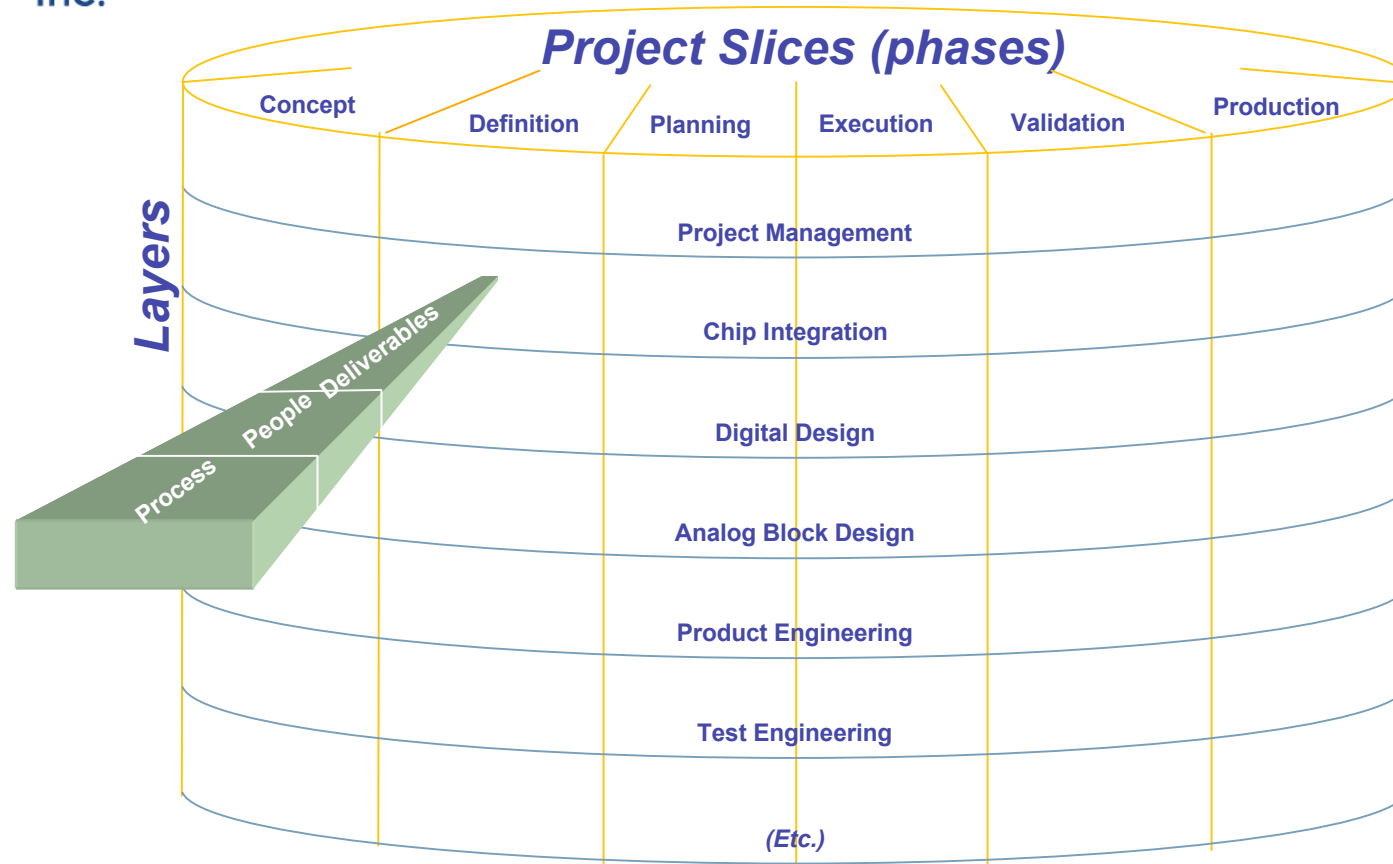 Inc.
Project Slices (phases)
Concept
Definition
Planning
Execution
Validation
Production
Layers
Project Management
Chip Integration
Digital Design
Analog Block Design
Product Engineering
Test Engineering
(Etc.)
Process
People
Deliverables